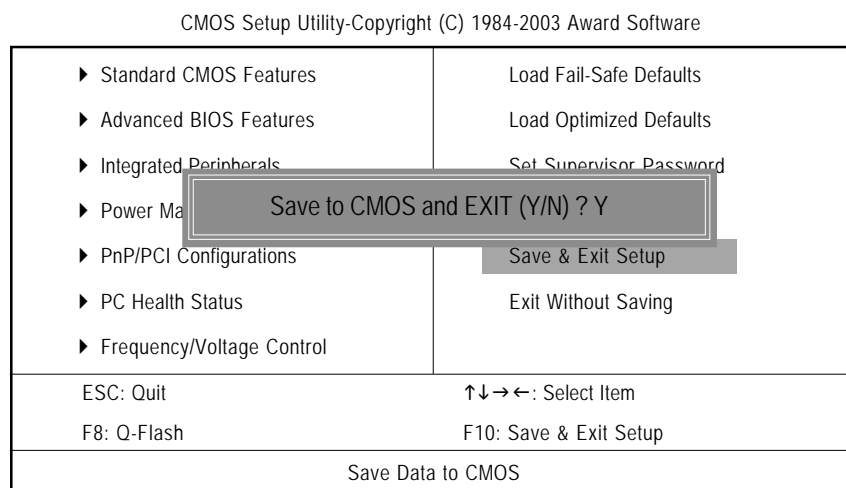 CMOS Setup Utility-Copyright (C) 1984-2003 Award Software
Standard CMOS Features
Advanced BIOS Features
Integrated Peripherals
Power Ma
PnP/PCI Configurations
PC Health Status
Frequency/Voltage Control
Load Fail-Safe Defaults
Load Optimized Defaults
Set Supervisor Password
Save & Exit Setup
Exit Without Saving
Save to CMOS and EXIT (Y/N) ? Y
ESC: Quit
↑↓→←: Select Item
F8: Q-Flash
F10: Save & Exit Setup
Save Data to CMOS